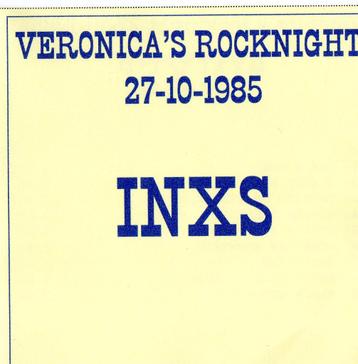 VERONICA'S ROCKNIGHT
27-10-1985
INXS